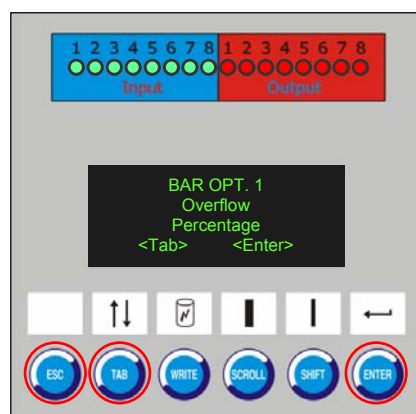 1 2 3 4 5 6 7 8 1 2 3 4 5 6 7 8
Input Output
BAR OPT. 1
Overflow
Percentage
<Tab> <Enter>
ESC TAB WRITE SCROLL SHIFT ENTER